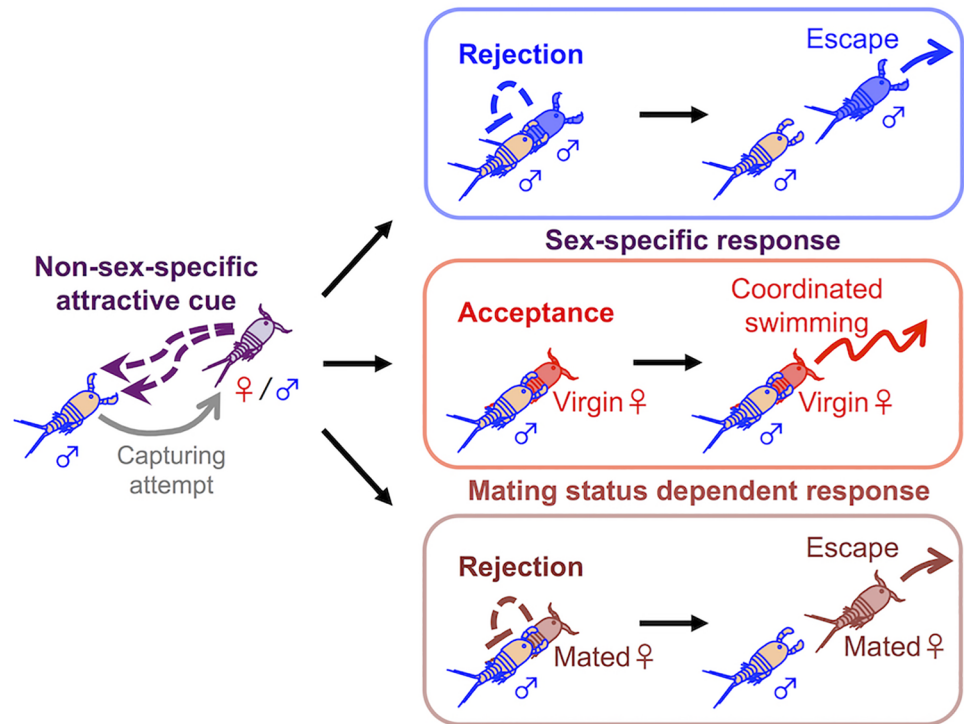 Non-sex-specific
attractive cue
♀/♂
♂
Capturing
attempt
Rejection
Escape
♂
♂
♂
♂
Sex-specific response
Acceptance
Coordinated
swimming
Virgin♀
♂
Virgin♀
♂
Mating status dependent response
Rejection
Escape
Mated♀
♂
Mated♀
♂